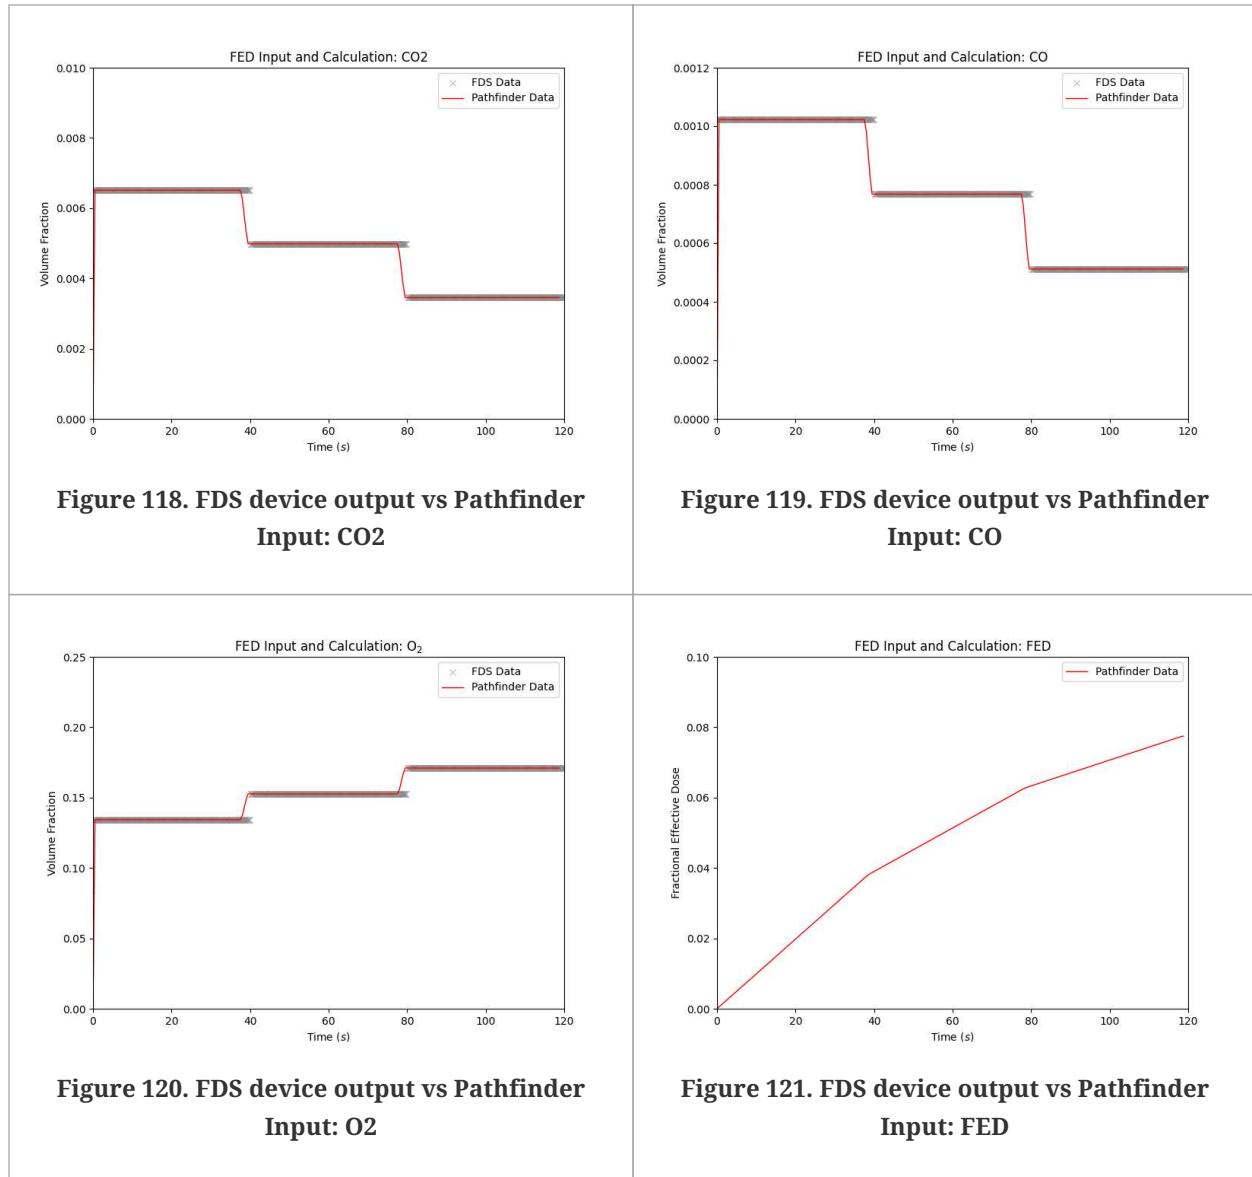 FED Input and Calculation: CO2
0.010
0.008
0.006
0.004
0.002
0.000
Volume Fraction
FDS Data
Pathfinder Data
0 20 40 60 80 100 120
Time (s)
Figure 118. FDS device output vs Pathfinder
Input: CO2
FED Input and Calculation: CO
0.0012
0.0010
0.0008
0.0006
0.0004
0.0002
0.0000
Volume Fraction
FDS Data
Pathfinder Data
0 20 40 60 80 100 120
Time (s)
Figure 119. FDS device output vs Pathfinder
Input: CO
FED Input and Calculation: O₂
0.25
0.20
0.15
0.10
0.05
0.00
Volume Fraction
FDS Data
Pathfinder Data
0 20 40 60 80 100 120
Time (s)
Figure 120. FDS device output vs Pathfinder
Input: O2
FED Input and Calculation: FED
0.10
0.08
0.06
0.04
0.02
0.00
Fractional Effective Dose
Pathfinder Data
0 20 40 60 80 100 120
Time (s)
Figure 121. FDS device output vs Pathfinder
Input: FED